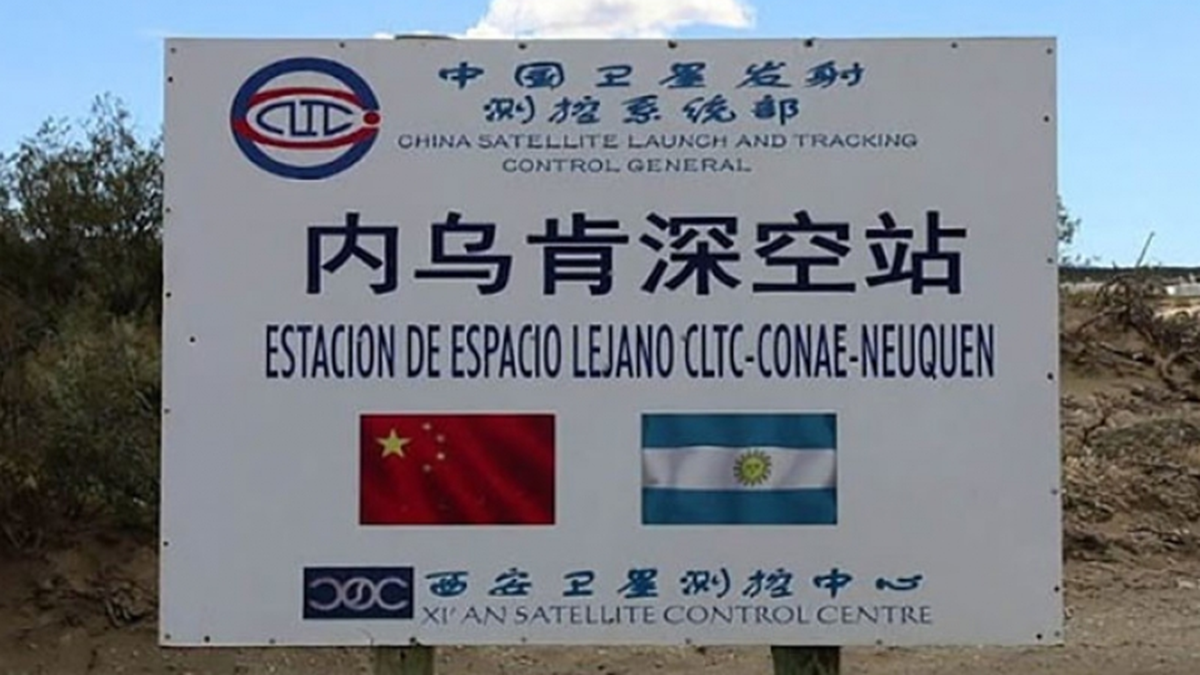 CLTC
中国卫星发射
测控系统部
CHINA SATELLITE LAUNCH AND TRACKING
CONTROL GENERAL
内乌肯深空站
ESTACION DE ESPACIO LEJANO CLTC-CONAE-NEUQUEN
西安卫星测控中心
XI'AN SATELLITE CONTROL CENTRE